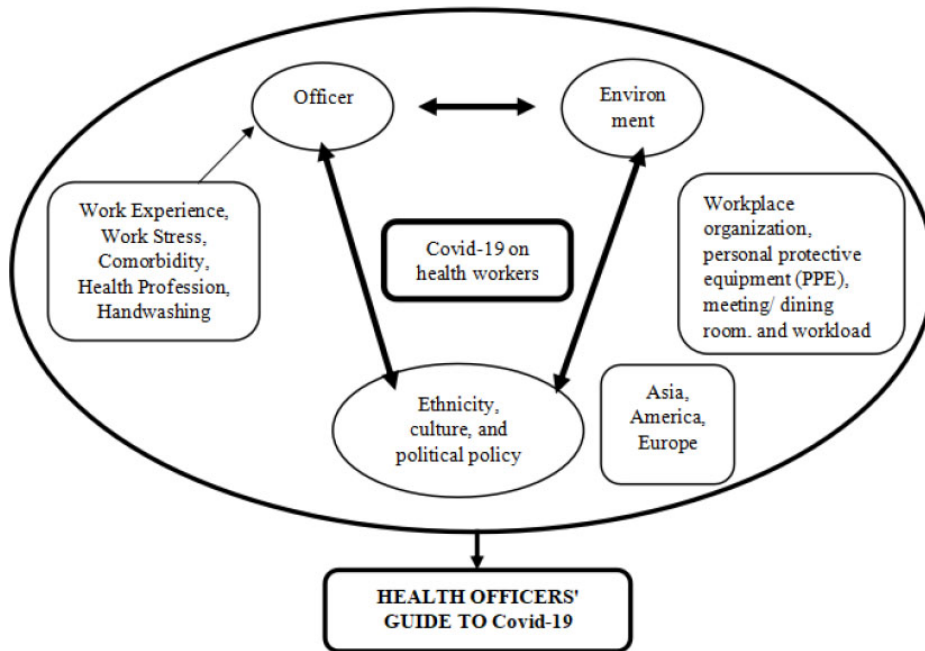 Officer
Environ
ment
Work Experience,
Work Stress,
Comorbidity,
Health Profession,
Handwashing
Covid-19 on
health workers
Workplace
organization,
personal protective
equipment (PPE),
meeting/ dining
room. and workload
Ethnicity,
culture, and
political policy
Asia,
America,
Europe
HEALTH OFFICERS'
GUIDE TO Covid-19